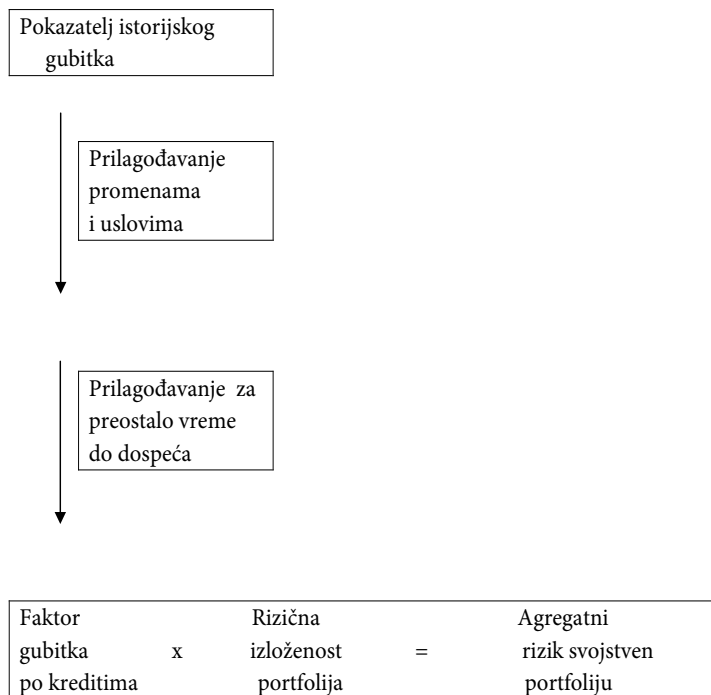 Pokazatelj istorijskog
gubitka
Prilagođavanje
promenama
i uslovima
Prilagođavanje za
preostalo vreme
do dospeća
Faktor Rizična Agregatni
gubitka x izloženost = rizik svojstven
po kreditima portfolija portfoliju